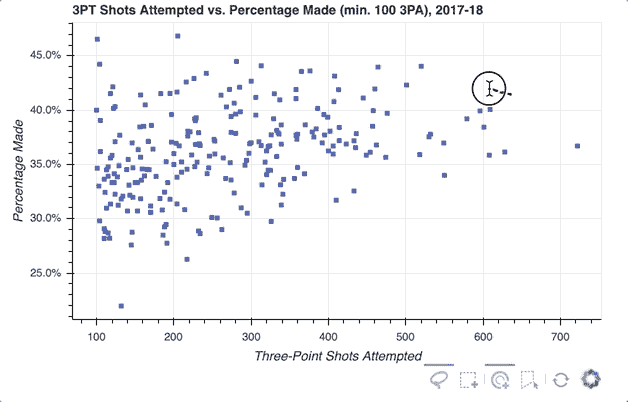 3PT Shots Attempted vs. Percentage Made (min. 100 3PA), 2017-18
45.0%
40.0%
35.0%
30.0%
25.0%
Percentage Made
100 200 300 400 500 600 700
Three-Point Shots Attempted